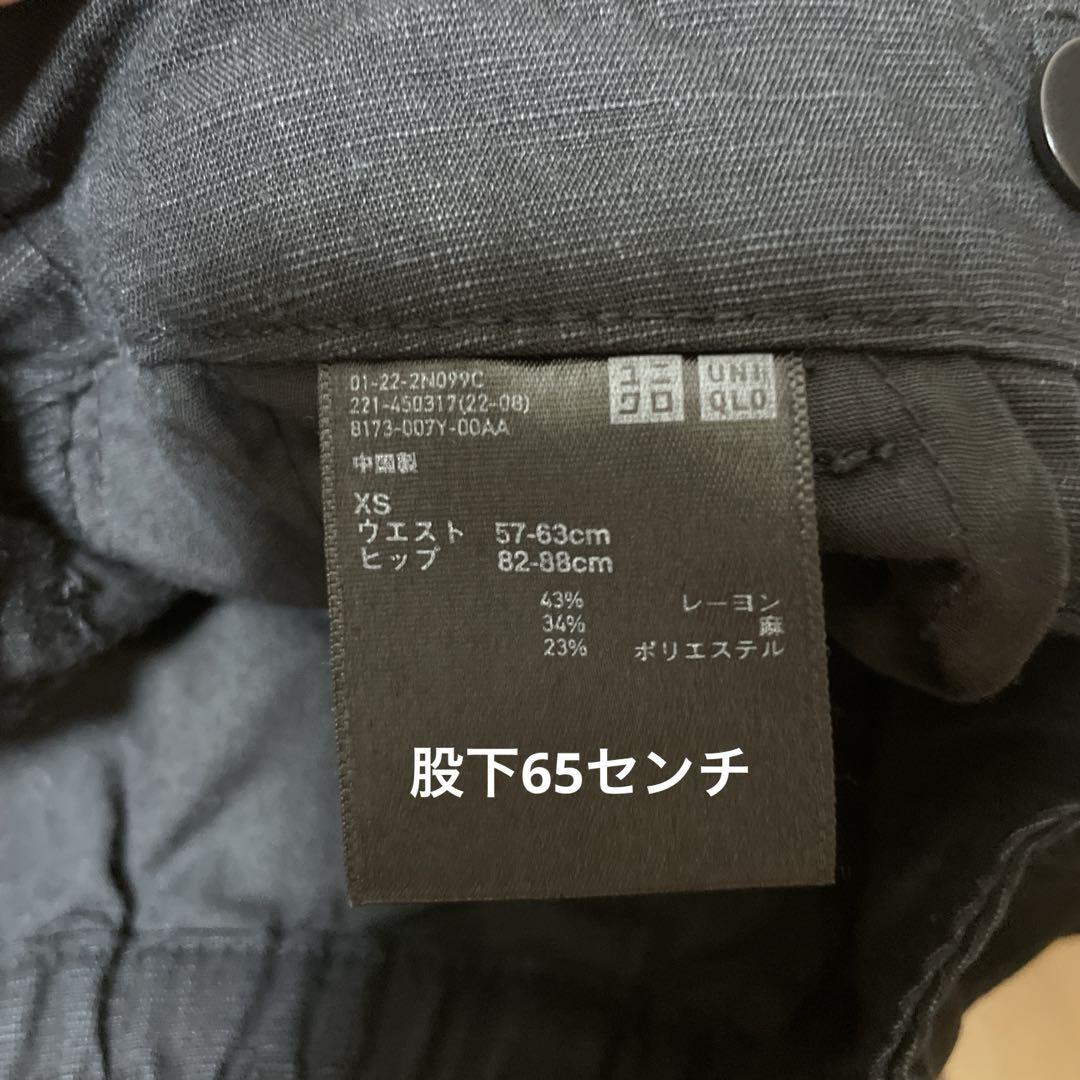 01-22-2N099C
221-450317(22-08)
8173-007Y-00AA
ユニ
クロ
UNI
QLO
中国製
XS
ウエスト 57-63cm
ヒップ 82-88cm
43% レーヨン
34% 麻
23% ポリエステル
股下65センチ